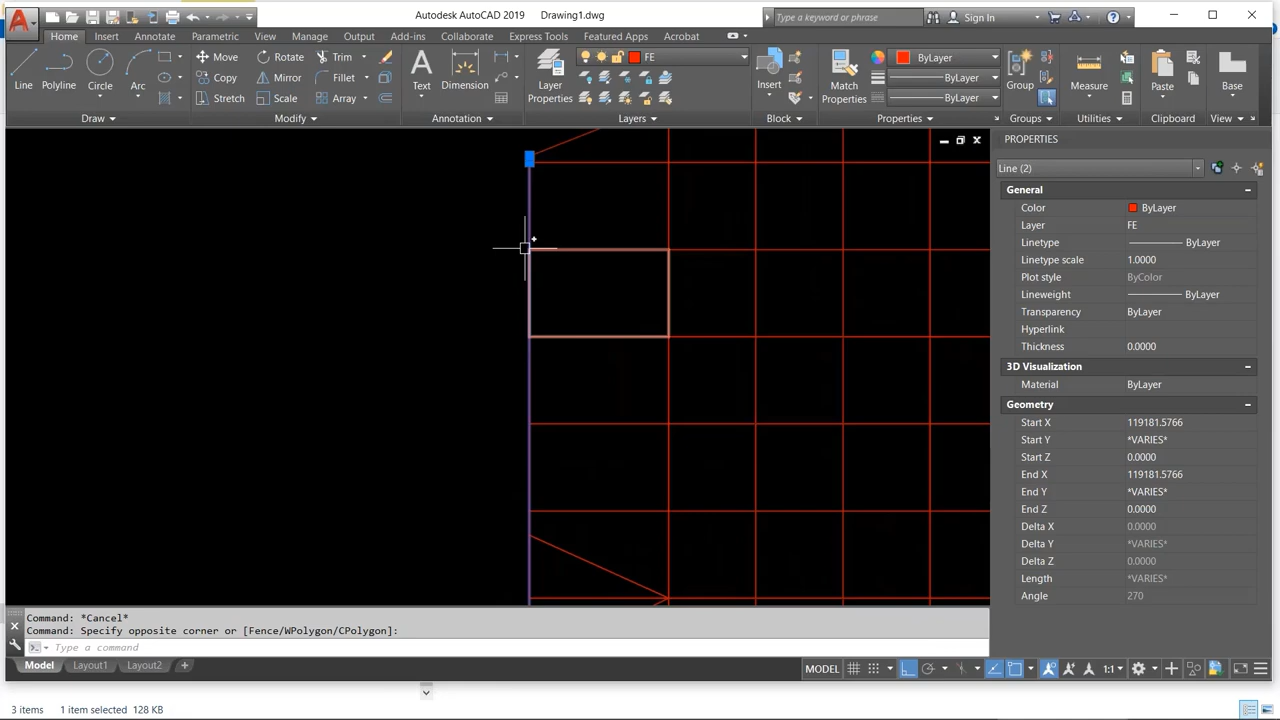 Autodesk AutoCAD 2019 Drawing1.dwg
Type a keyword or phrase
Sign In
Home Insert Annotate Parametric View Manage Output Add-ins Collaborate Express Tools Featured Apps Acrobat
Line
Polyline
Circle
Arc
Draw
Move
Rotate
Trim
Copy
Mirror
Fillet
Stretch
Scale
Array
Modify
Text
Dimension
Annotation
Layer
Properties
FE
Layers
Insert
Block
Match
Properties
ByLayer
ByLayer
ByLayer
Properties
Group
Groups
Measure
Utilities
Paste
Clipboard
Base
View
PROPERTIES
Line (2)
General
Color ByLayer
Layer FE
Linetype ByLayer
Linetype scale 1.0000
Plot style ByColor
Lineweight ByLayer
Transparency ByLayer
Hyperlink
Thickness 0.0000
3D Visualization
Material ByLayer
Geometry
Start X 119181.5766
Start Y *VARIES*
Start Z 0.0000
End X 119181.5766
End Y *VARIES*
End Z 0.0000
Delta X 0.0000
Delta Y *VARIES*
Delta Z 0.0000
Length *VARIES*
Angle 270
Command: *Cancel*
Command: Specify opposite corner or [Fence/WPolygon/CPolygon]:
Type a command
Model Layout1 Layout2 +
MODEL
1:1
3 items 1 item selected 128 KB